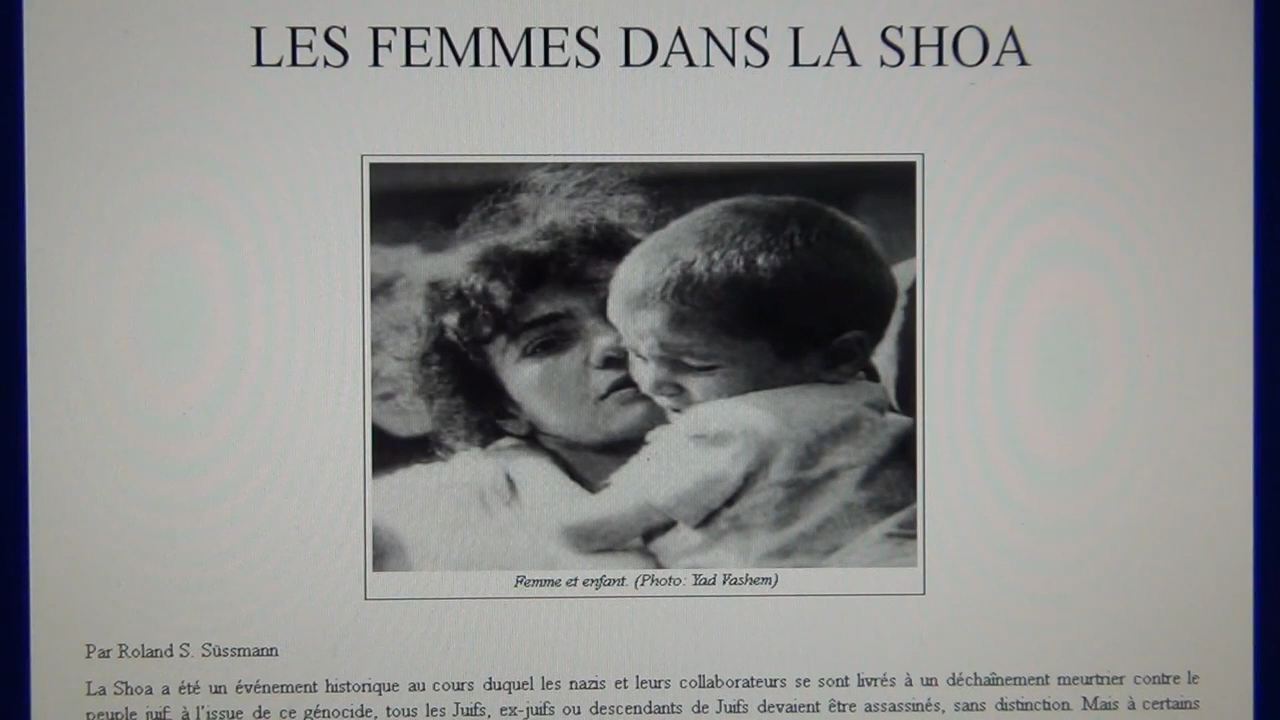 LES FEMMES DANS LA SHOA
Femme et enfant. (Photo: Yad Vashem)
Par Roland S. Süssmann
La Shoa a été un événement historique au cours duquel les nazis et leurs collaborateurs se sont livrés à un déchaînement meurtrier contre le
peuple juif. à l'issue de ce génocide, tous les Juifs, ex-juifs ou descendants de Juifs devaient être assassinés, sans distinction. Mais à certains